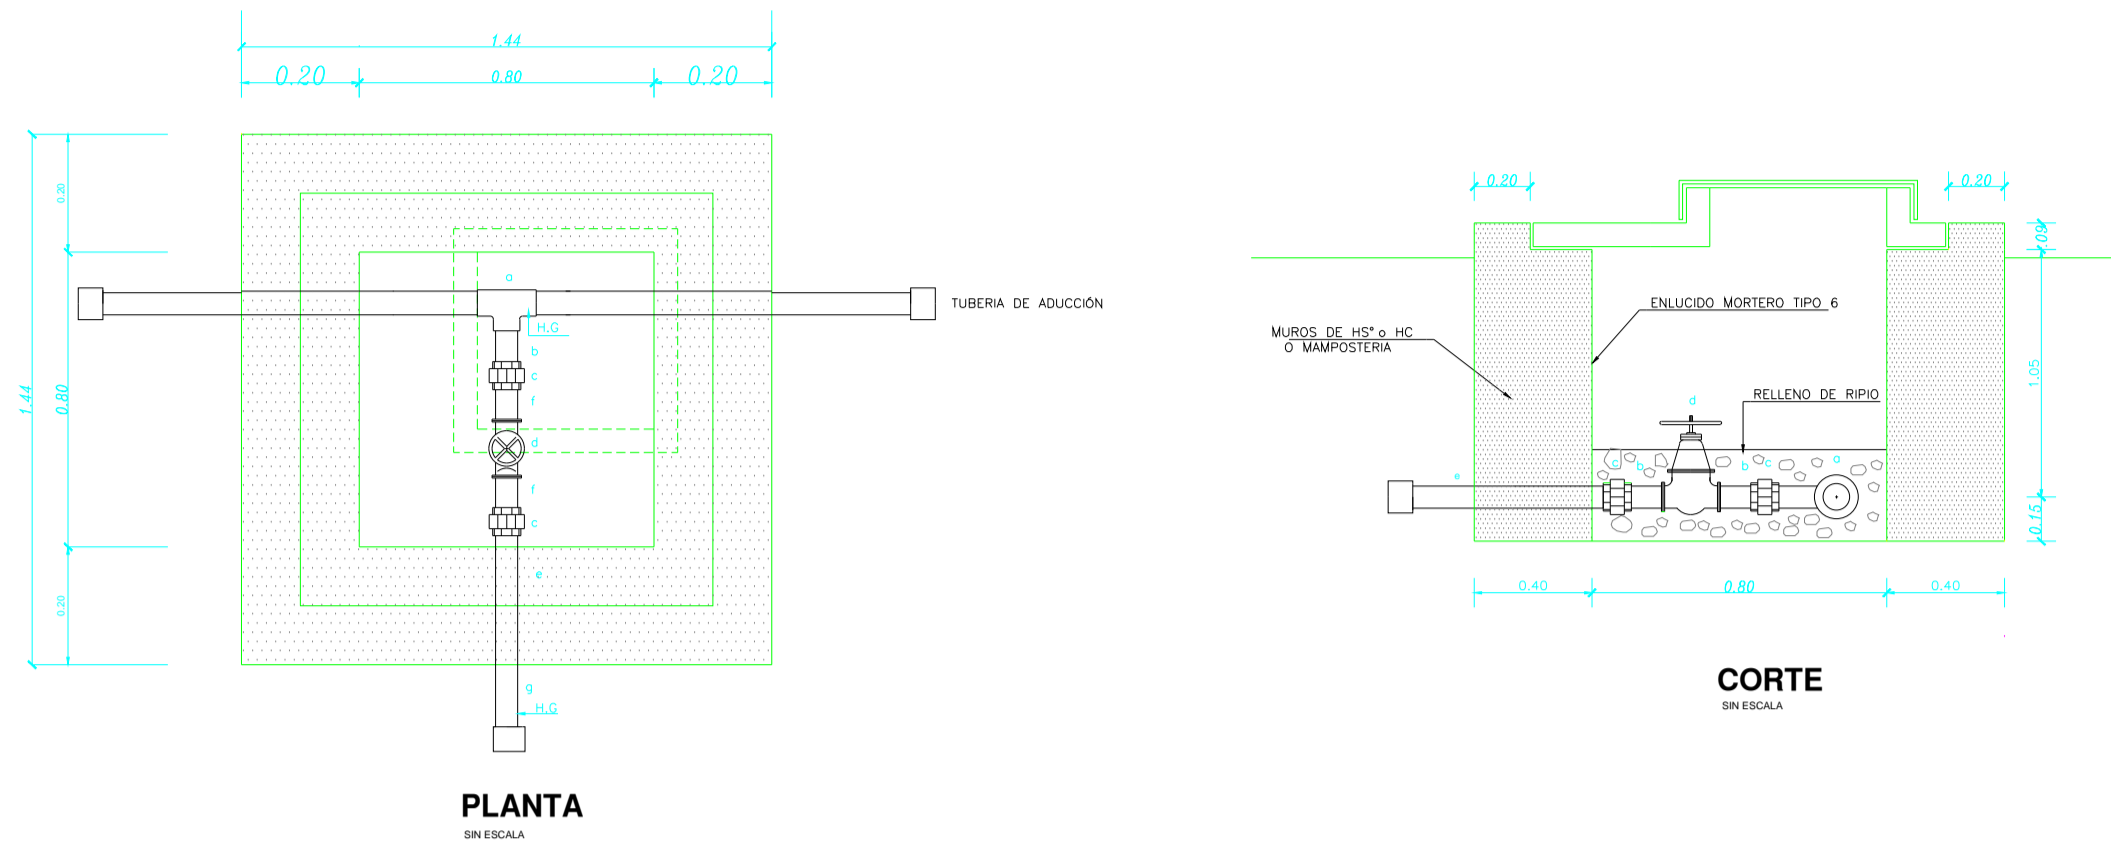 1.44
0.20
0.80
0.20
0.20
0.80
0.20
1.44
a
H.G
b
c
f
d
f
c
e
g
H.G
TUBERIA DE ADUCCIÓN
PLANTA
SIN ESCALA
0.20
0.20
.09
1.05
0.15
ENLUCIDO MORTERO TIPO 6
MUROS DE HS° o HC
O MAMPOSTERIA
RELLENO DE RIPIO
d
c
b
b
c
a
e
0.40
0.80
0.40
CORTE
SIN ESCALA